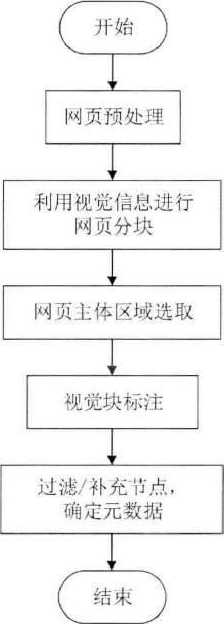 开始
网页预处理
利用视觉信息进行
网页分块
网页主体区域选取
视觉块标注
过滤/补充节点,
确定元数据
结束